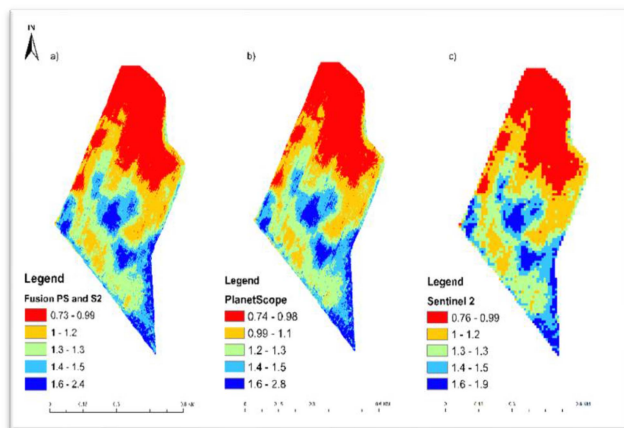 N
a)
b)
c)
Legend
Fusion PS and S2
0.73 - 0.99
1 - 1.2
1.3 - 1.3
1.4 - 1.5
1.6 - 2.4
Legend
PlanetScope
0.74 - 0.98
0.99 - 1.1
1.2 - 1.3
1.4 - 1.5
1.6 - 2.8
Legend
Sentinel 2
0.76 - 0.99
1 - 1.2
1.3 - 1.3
1.4 - 1.5
1.6 - 1.9